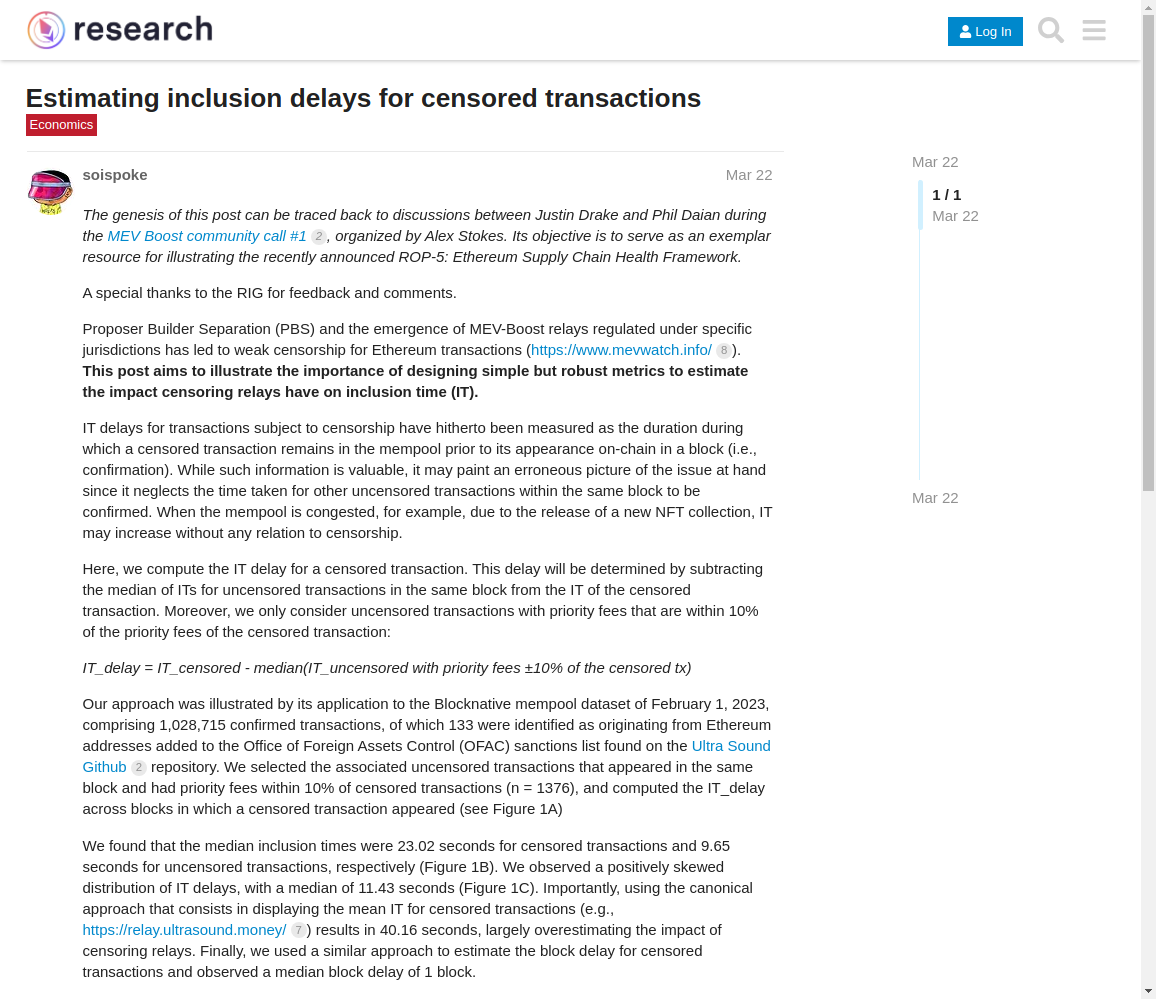 research
Log In
Estimating inclusion delays for censored transactions
Economics
soispoke
Mar 22
The genesis of this post can be traced back to discussions between Justin Drake and Phil Daian during
the MEV Boost community call #1 2, organized by Alex Stokes. Its objective is to serve as an exemplar
resource for illustrating the recently announced ROP-5: Ethereum Supply Chain Health Framework.
A special thanks to the RIG for feedback and comments.
Proposer Builder Separation (PBS) and the emergence of MEV-Boost relays regulated under specific
jurisdictions has led to weak censorship for Ethereum transactions (https://www.mevwatch.info/ 8).
This post aims to illustrate the importance of designing simple but robust metrics to estimate
the impact censoring relays have on inclusion time (IT).
IT delays for transactions subject to censorship have hitherto been measured as the duration during
which a censored transaction remains in the mempool prior to its appearance on-chain in a block (i.e.,
confirmation). While such information is valuable, it may paint an erroneous picture of the issue at hand
since it neglects the time taken for other uncensored transactions within the same block to be
confirmed. When the mempool is congested, for example, due to the release of a new NFT collection, IT
may increase without any relation to censorship.
Here, we compute the IT delay for a censored transaction. This delay will be determined by subtracting
the median of ITs for uncensored transactions in the same block from the IT of the censored
transaction. Moreover, we only consider uncensored transactions with priority fees that are within 10%
of the priority fees of the censored transaction:
IT_delay = IT_censored - median(IT_uncensored with priority fees ±10% of the censored tx)
Our approach was illustrated by its application to the Blocknative mempool dataset of February 1, 2023,
comprising 1,028,715 confirmed transactions, of which 133 were identified as originating from Ethereum
addresses added to the Office of Foreign Assets Control (OFAC) sanctions list found on the Ultra Sound
Github 2 repository. We selected the associated uncensored transactions that appeared in the same
block and had priority fees within 10% of censored transactions (n = 1376), and computed the IT_delay
across blocks in which a censored transaction appeared (see Figure 1A)
We found that the median inclusion times were 23.02 seconds for censored transactions and 9.65
seconds for uncensored transactions, respectively (Figure 1B). We observed a positively skewed
distribution of IT delays, with a median of 11.43 seconds (Figure 1C). Importantly, using the canonical
approach that consists in displaying the mean IT for censored transactions (e.g.,
https://relay.ultrasound.money/ 7) results in 40.16 seconds, largely overestimating the impact of
censoring relays. Finally, we used a similar approach to estimate the block delay for censored
transactions and observed a median block delay of 1 block.
Mar 22
1 / 1
Mar 22
Mar 22